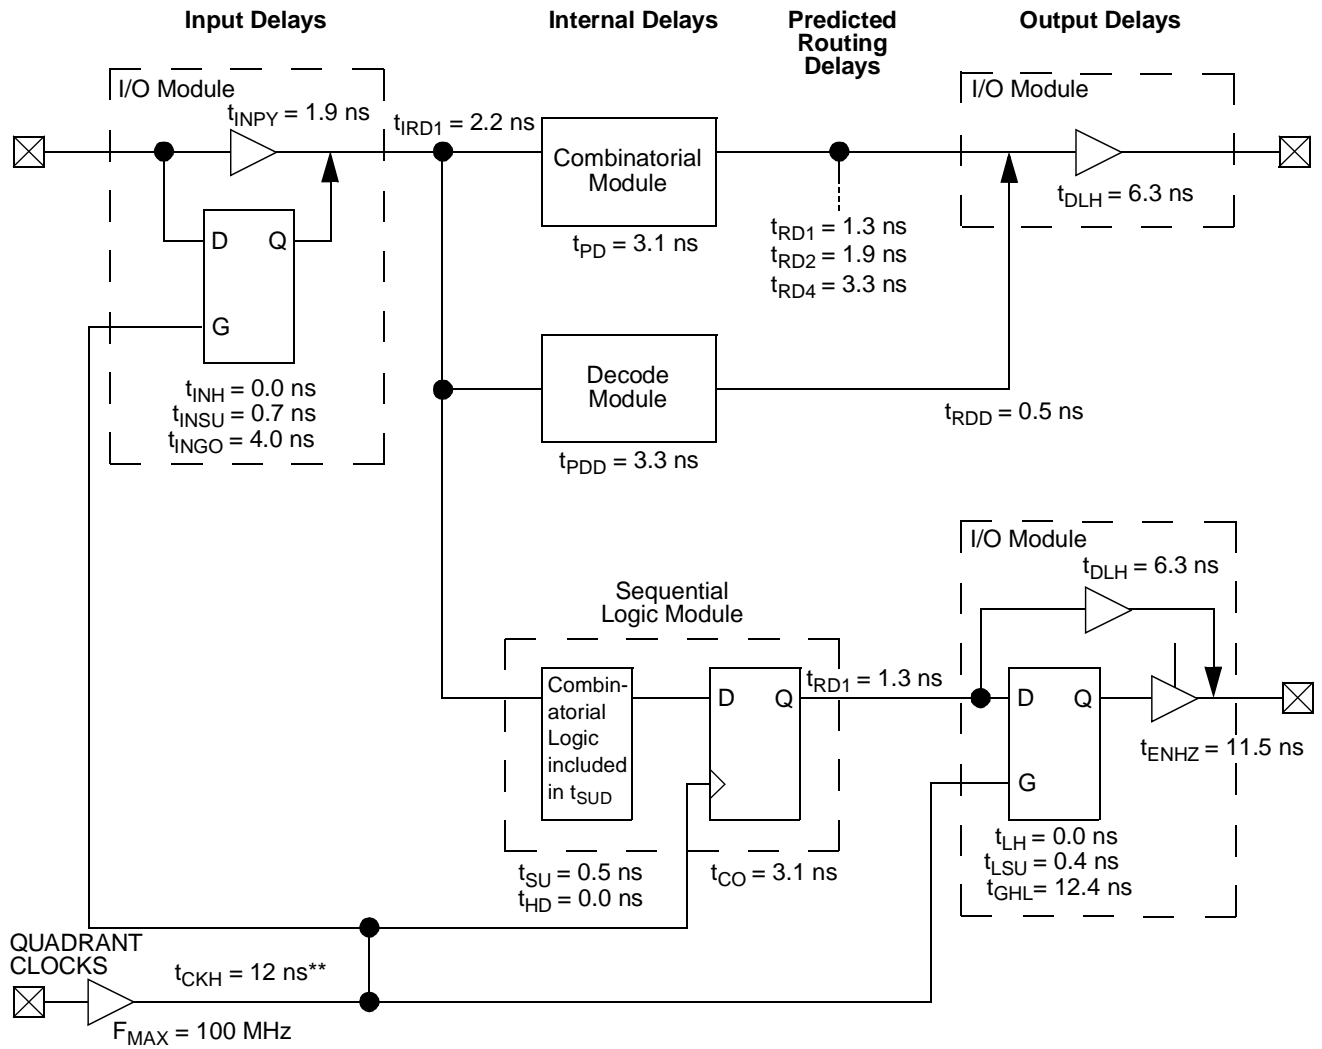 Input Delays
Internal Delays
Predicted
Routing
Delays
Output Delays
I/O Module
tINPY = 1.9 ns
tIRD1 = 2.2 ns
D
Q
G
tINH = 0.0 ns
tINSU = 0.7 ns
tINGO = 4.0 ns
Combinatorial
Module
tPD = 3.1 ns
tRD1 = 1.3 ns
tRD2 = 1.9 ns
tRD4 = 3.3 ns
I/O Module
tDLH = 6.3 ns
Decode
Module
tPDD = 3.3 ns
tRDD = 0.5 ns
Sequential
Logic Module
Combin-
atorial
Logic
included
in tSUD
D
Q
tSU = 0.5 ns
tHD = 0.0 ns
tCO = 3.1 ns
tRD1 = 1.3 ns
I/O Module
tDLH = 6.3 ns
D
Q
G
tENHZ = 11.5 ns
tLH = 0.0 ns
tLSU = 0.4 ns
tGHL= 12.4 ns
QUADRANT
CLOCKS
tCKH = 12 ns**
FMAX = 100 MHz